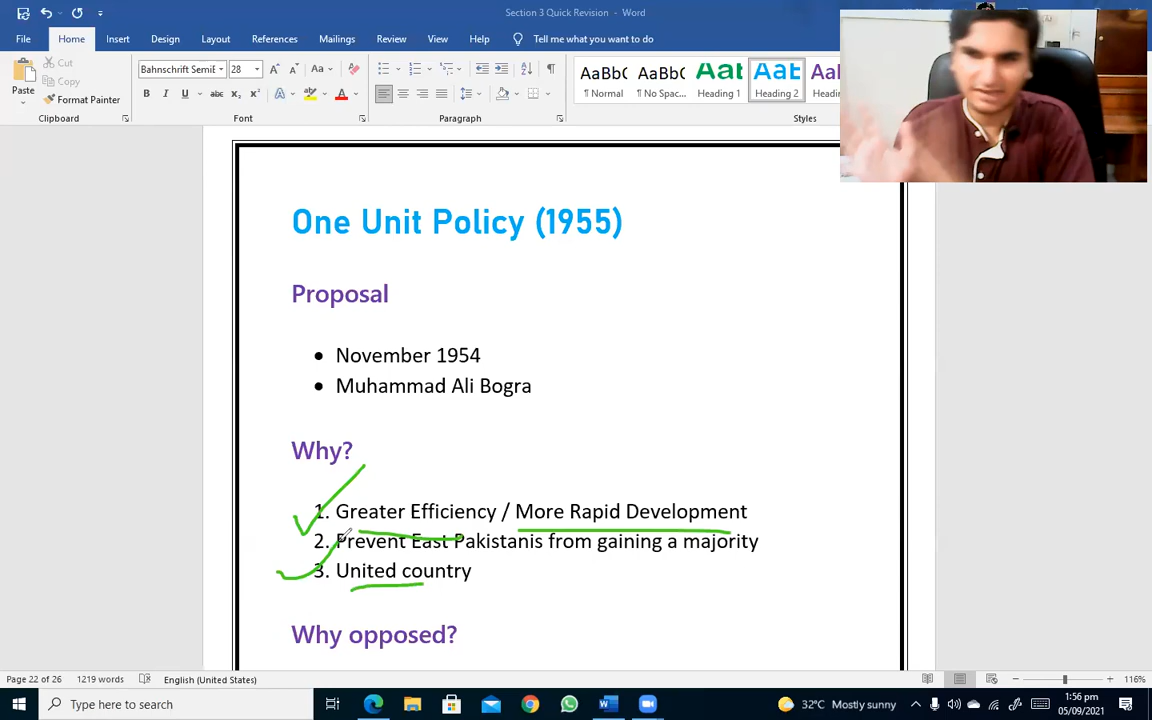 Section 3 Quick Revision - Word
File Home Insert Design Layout References Mailings Review View Help Tell me what you want to do
Paste
Cut
Copy
Format Painter
Bahnschrift SemiE 28
AaBbC AaBbC AaBb AaBb
¶ Normal ¶ No Spac... Heading 1 Heading 2
Clipboard Font Paragraph Styles
One Unit Policy (1955)
Proposal
• November 1954
• Muhammad Ali Bogra
Why?
1. Greater Efficiency / More Rapid Development
2. Prevent East Pakistanis from gaining a majority
3. United country
Why opposed?
Page 22 of 26 1219 words English (United States) 116%
Type here to search
32°C Mostly sunny
1:56 pm
05/09/2021